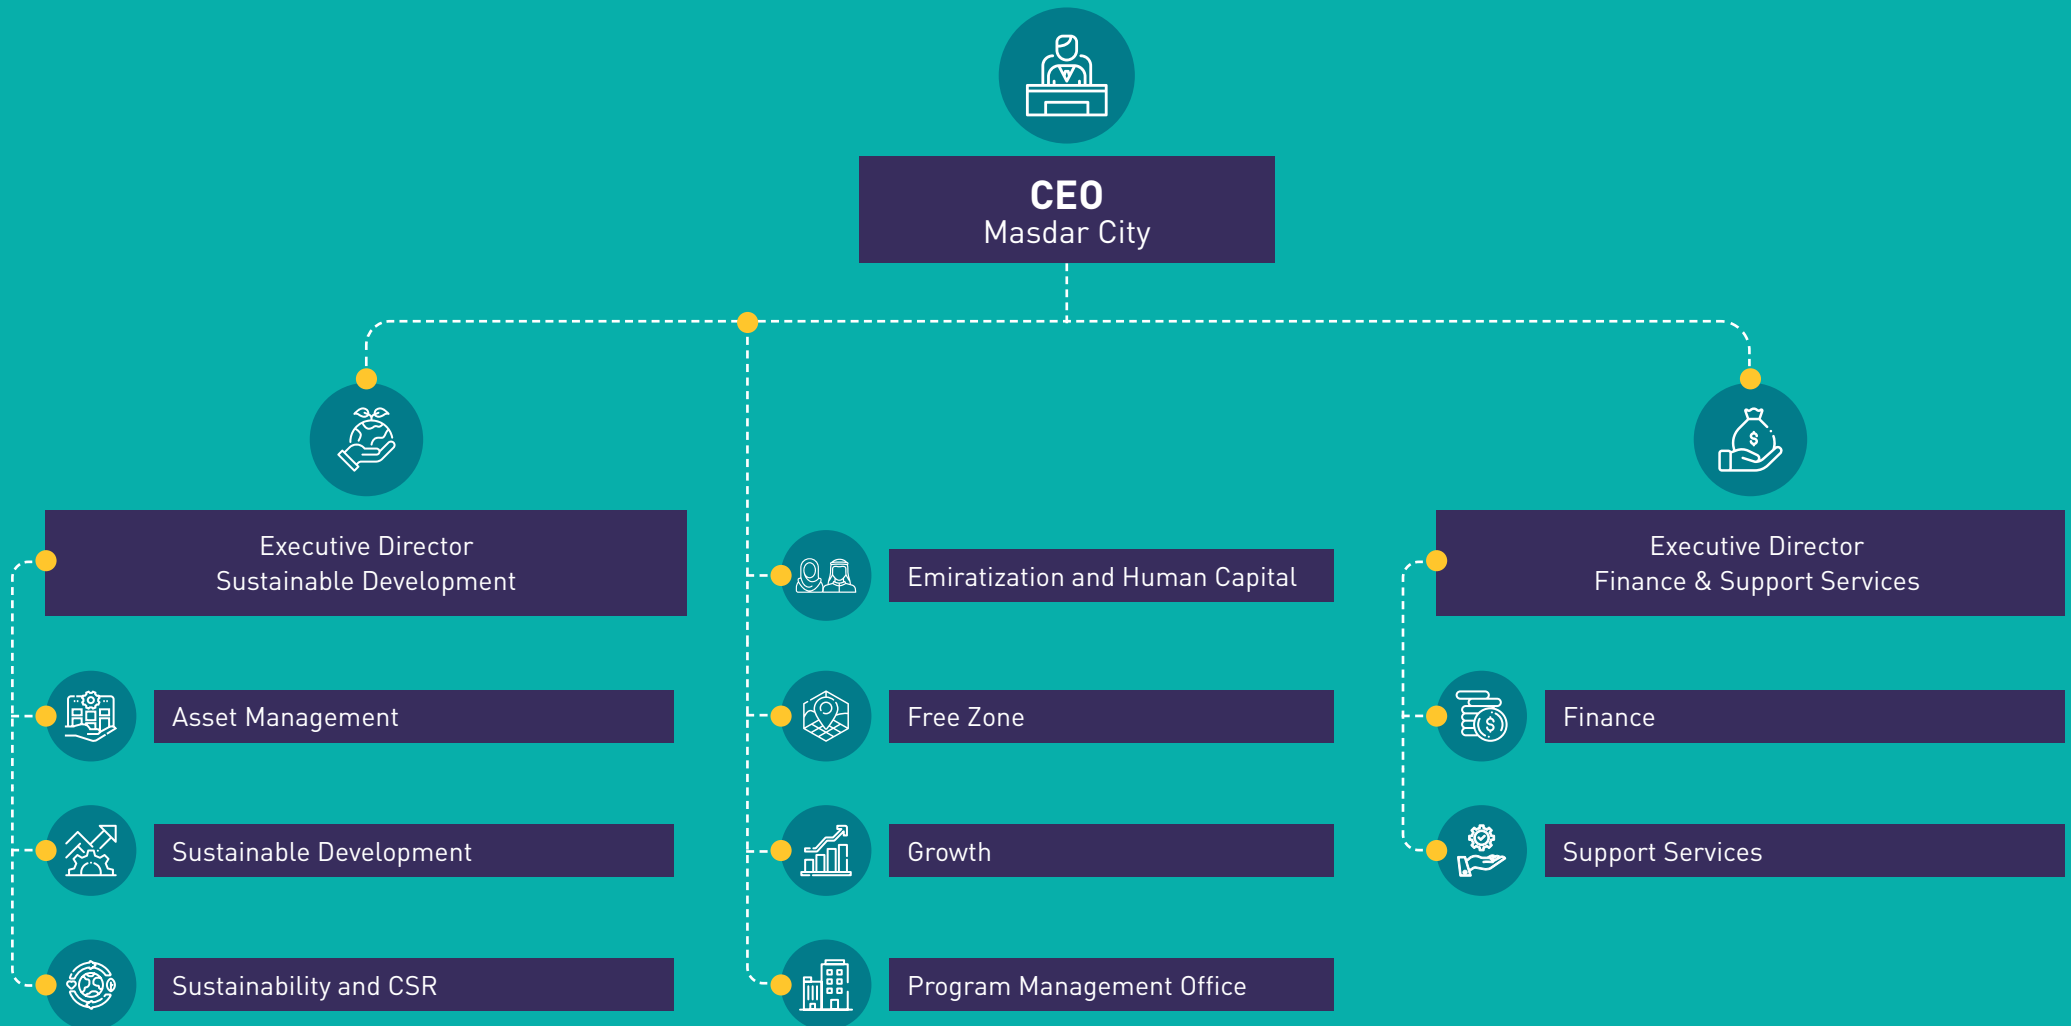 CEO
Masdar City
Executive Director
Sustainable Development
Asset Management
Sustainable Development
Sustainability and CSR
Emiratization and Human Capital
Free Zone
Growth
Program Management Office
Executive Director
Finance & Support Services
Finance
Support Services